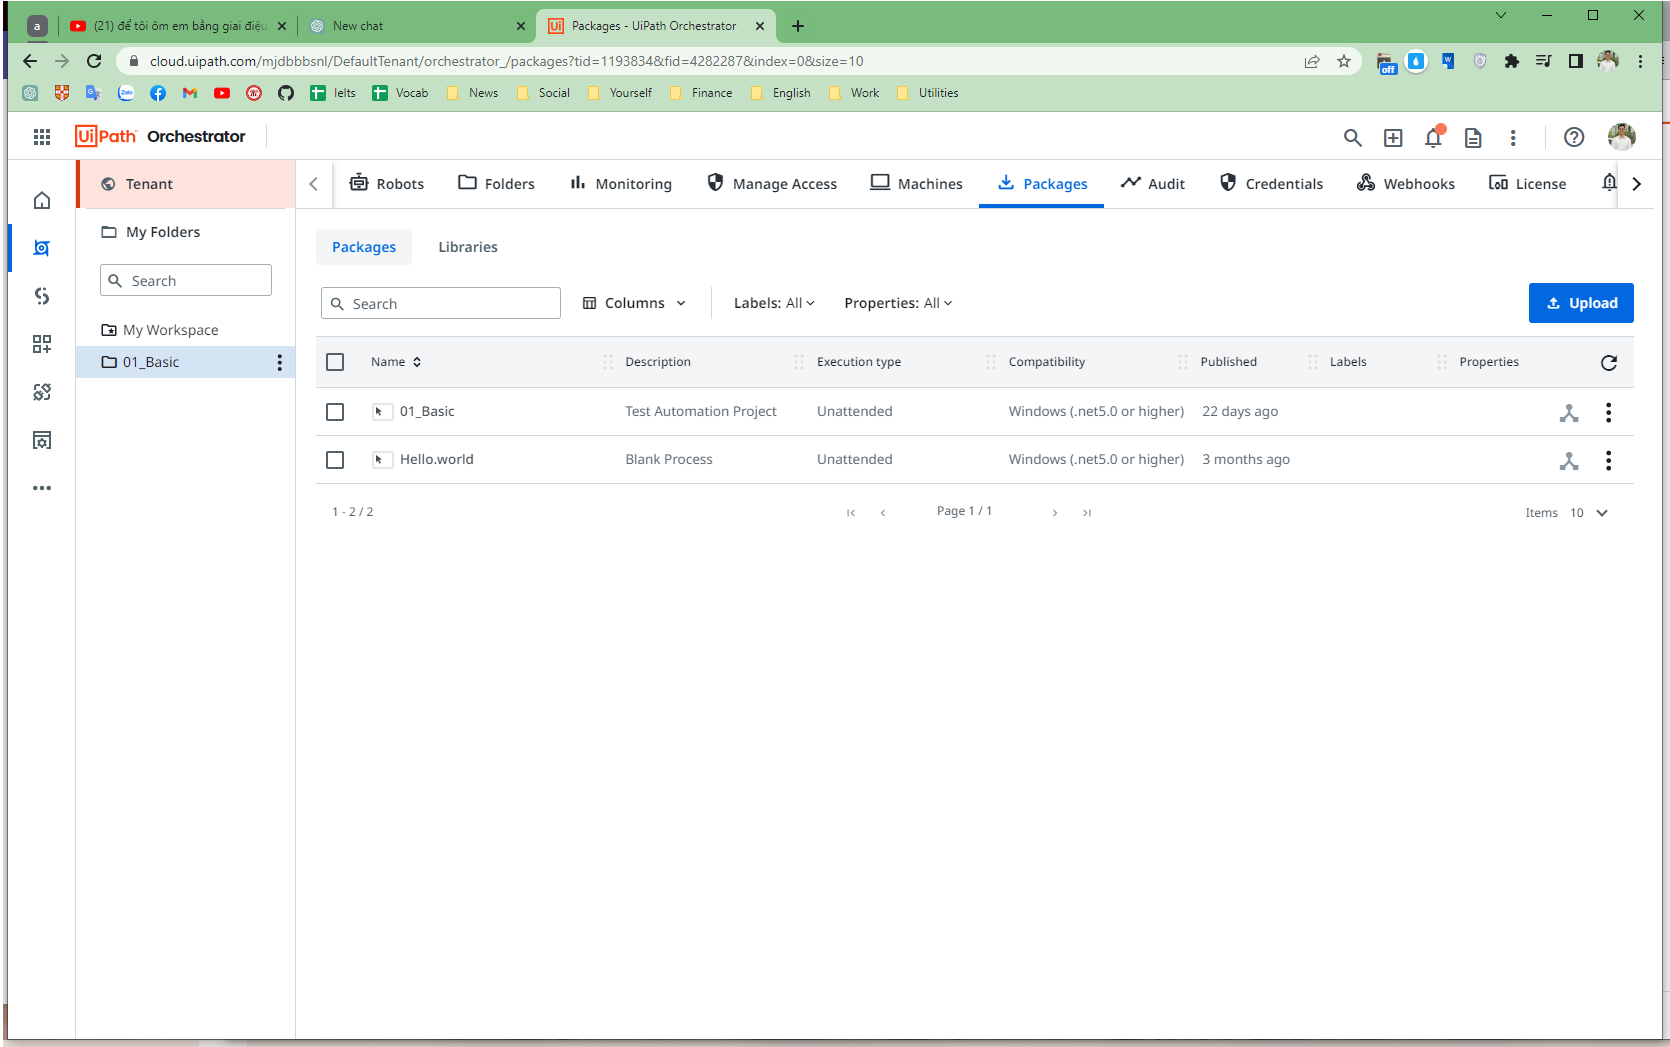 a
(21) để tôi ôm em bằng giai điệu
New chat
Packages - UiPath Orchestrator
cloud.uipath.com/mjdbbbsnl/DefaultTenant/orchestrator_/packages?tid=1193834&fid=4282287&index=0&size=10
off
Zalo
Ielts
Vocab
News
Social
Yourself
Finance
English
Work
Utilities
UiPath Orchestrator
Tenant
Robots
Folders
Monitoring
Manage Access
Machines
Packages
Audit
Credentials
Webhooks
License
My Folders
Search
My Workspace
01_Basic
Packages
Libraries
Search
Columns
Labels: All
Properties: All
Upload
Name
Description
Execution type
Compatibility
Published
Labels
Properties
01_Basic
Test Automation Project
Unattended
Windows (.net5.0 or higher)
22 days ago
Hello.world
Blank Process
Unattended
Windows (.net5.0 or higher)
3 months ago
1 - 2 / 2
Page 1 / 1
Items 10